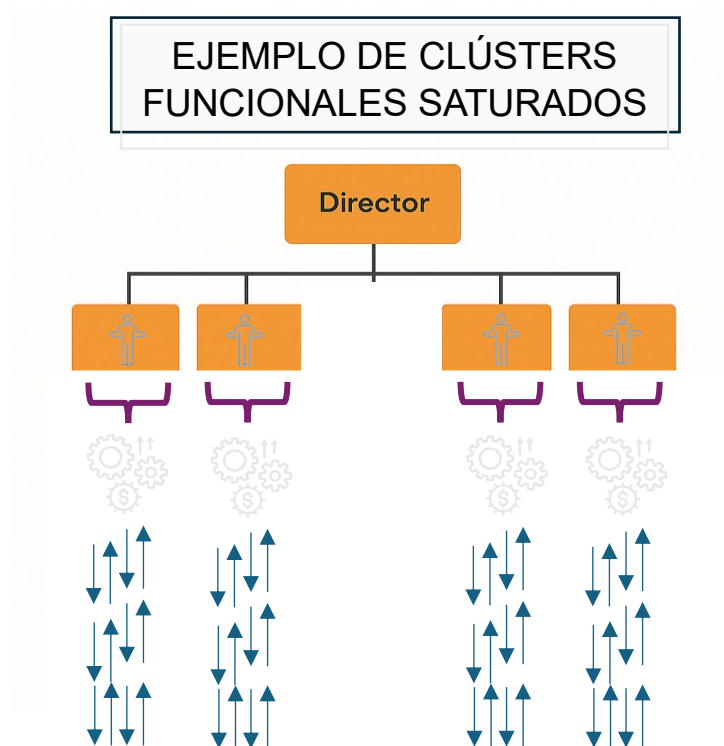 EJEMPLO DE CLÚSTERS
FUNCIONALES SATURADOS
Director
$
$
$
$